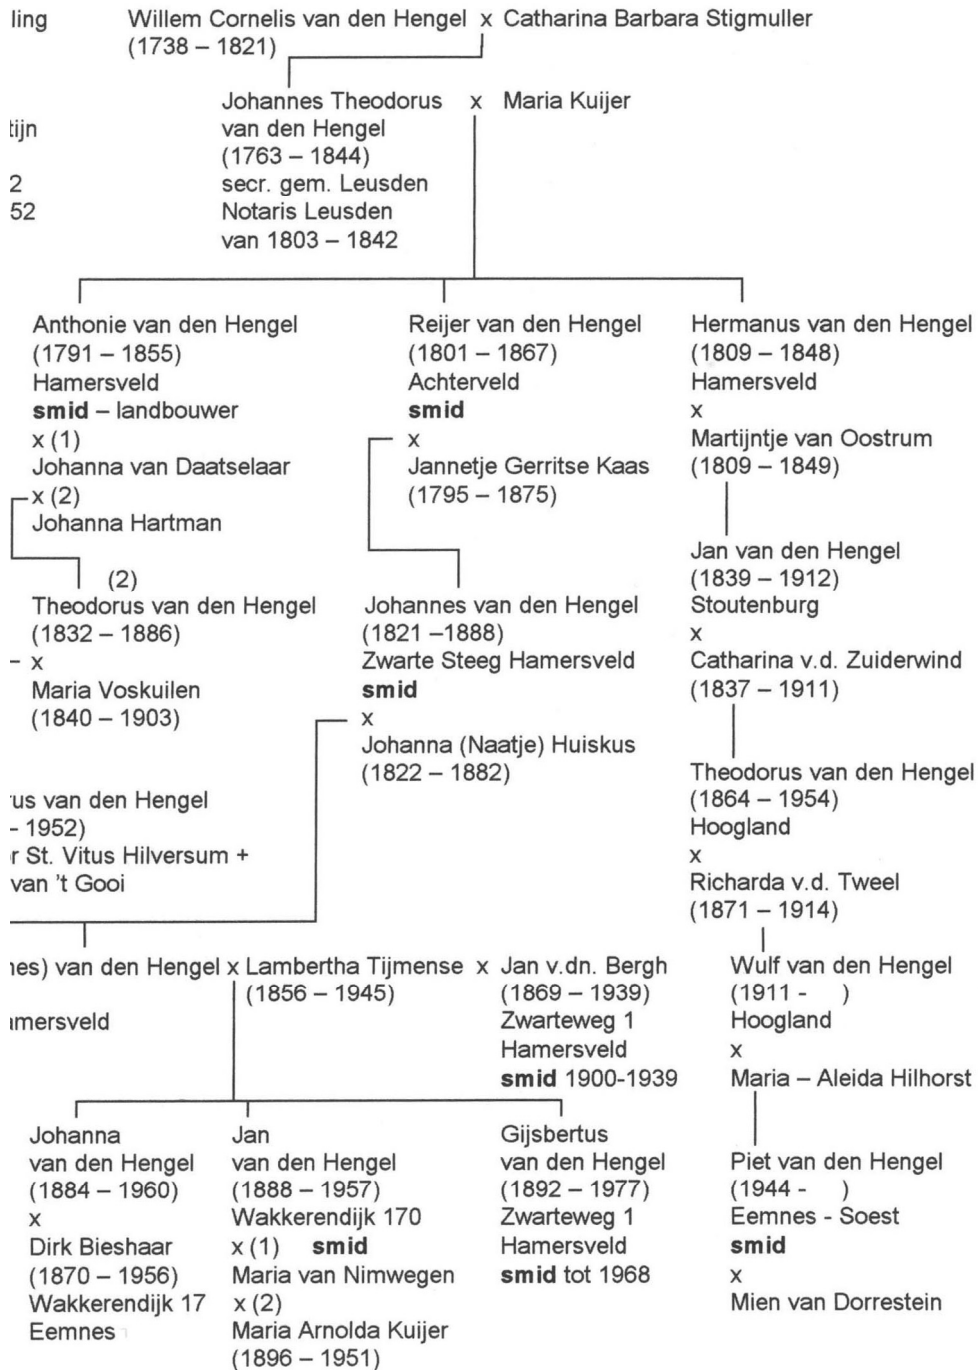 ling
Willem Cornelis van den Hengel x Catharina Barbara Stigmuller
(1738 – 1821)
Johannes Theodorus x Maria Kuijer
van den Hengel
tijn
(1763 – 1844)
secr. gem. Leusden
2
Notaris Leusden
52
van 1803 – 1842
Anthonie van den Hengel
(1791 – 1855)
Hamersveld
smid – landbouwer
x (1)
Johanna van Daatselaar
x (2)
Johanna Hartman
Reijer van den Hengel
(1801 – 1867)
Achterveld
smid
x
Jannetje Gerritse Kaas
(1795 – 1875)
Hermanus van den Hengel
(1809 – 1848)
Hamersveld
x
Martijntje van Oostrum
(1809 – 1849)
(2)
Theodorus van den Hengel
(1832 – 1886)
– x
Maria Voskuilen
(1840 – 1903)
Johannes van den Hengel
(1821 –1888)
Zwarte Steeg Hamersveld
smid
x
Johanna (Naatje) Huiskus
(1822 – 1882)
Jan van den Hengel
(1839 – 1912)
Stoutenburg
x
Catharina v.d. Zuiderwind
(1837 – 1911)
rus van den Hengel
– 1952)
r St. Vitus Hilversum +
van 't Gooi
Theodorus van den Hengel
(1864 – 1954)
Hoogland
x
Richarda v.d. Tweel
(1871 – 1914)
nes) van den Hengel x Lambertha Tijmense x Jan v.dn. Bergh
(1856 – 1945)
(1869 – 1939)
Zwarteweg 1
Hamersveld
smid 1900-1939
amersveld
Wulf van den Hengel
(1911 - )
Hoogland
x
Maria – Aleida Hilhorst
Johanna
van den Hengel
(1884 – 1960)
x
Dirk Bieshaar
(1870 – 1956)
Wakkerendijk 17
Eemnes
Jan
van den Hengel
(1888 – 1957)
Wakkerendijk 170
x (1) smid
Maria van Nimwegen
x (2)
Maria Arnolda Kuijer
(1896 – 1951)
Gijsbertus
van den Hengel
(1892 – 1977)
Zwarteweg 1
Hamersveld
smid tot 1968
Piet van den Hengel
(1944 - )
Eemnes - Soest
smid
x
Mien van Dorrestein